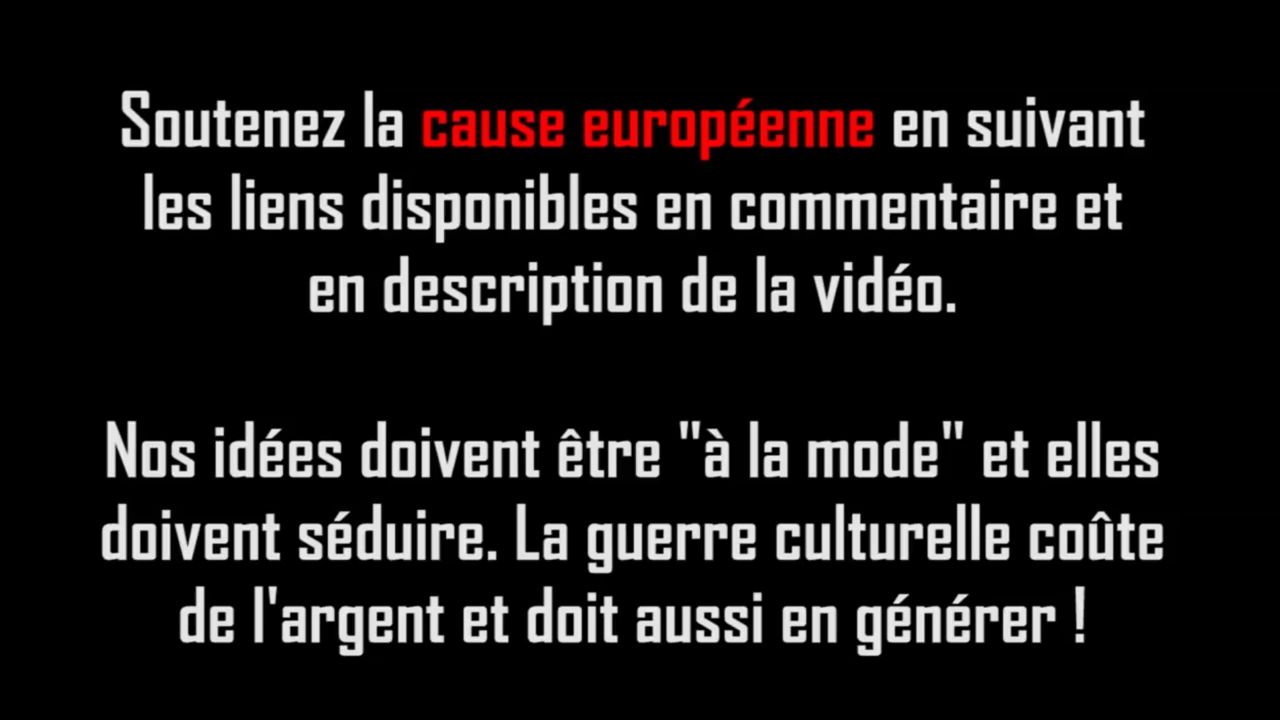 Soutenez la cause européenne en suivant
les liens disponibles en commentaire et
en description de la vidéo.
Nos idées doivent être "à la mode" et elles
doivent séduire. La guerre culturelle coûte
de l'argent et doit aussi en générer !